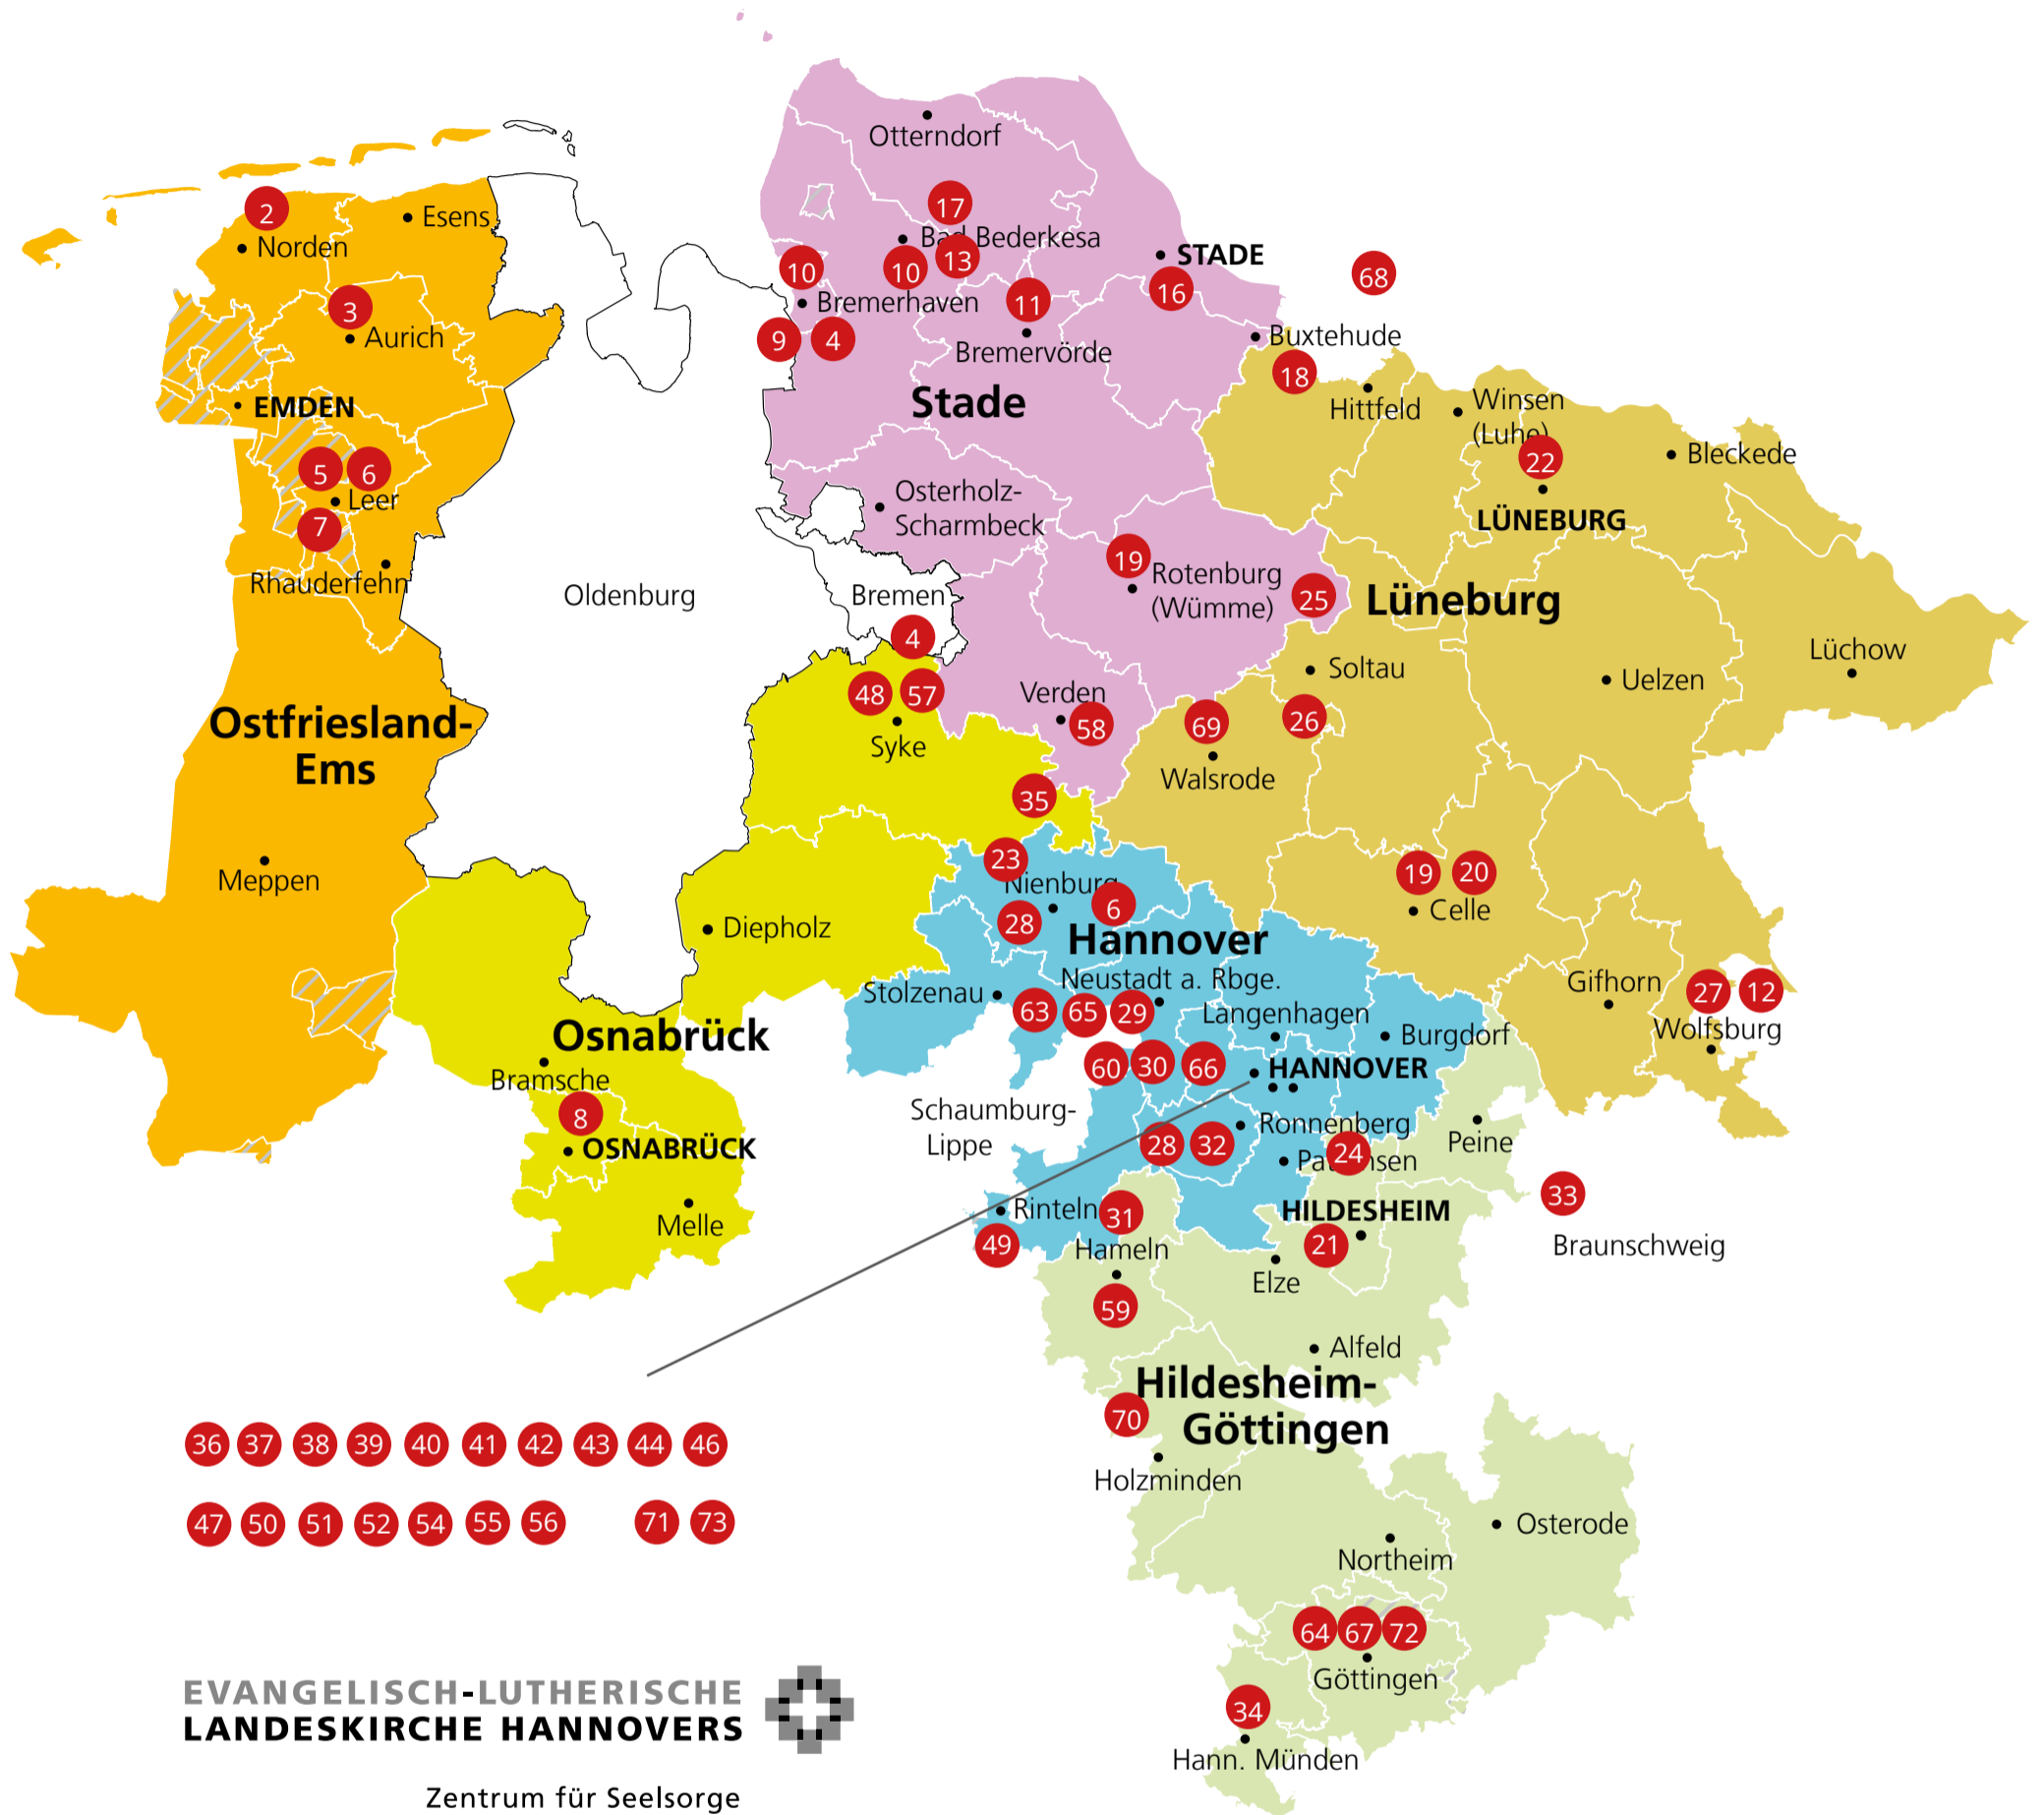 Otterndorf
17
2
Esens
Norden
Bad Bederkesa
STADE
10
10
13
68
16
3
Bremerhaven
11
Aurich
9
4
Bremervörde
Buxtehude
18
EMDEN
Stade
Hittfeld
Winsen
(Luhe)
22
Bleckede
5
6
Leer
Osterholz-
Scharmbeck
LÜNEBURG
7
Rhauderfehn
Oldenburg
Bremen
19
Rotenburg
(Wümme)
25
Lüneburg
4
Lüchow
48
57
Verden
58
Soltau
Uelzen
Ostfriesland-
Ems
Syke
69
26
Walsrode
35
Meppen
23
Nienburg
6
19
20
Celle
28
Diepholz
Hannover
Stolzenau
Neustadt a. Rbge.
Gifhorn
27
12
63
65
29
Langenhagen
Wolfsburg
Osnabrück
Burgdorf
Bramsche
60
30
66
HANNOVER
8
Schaumburg-
Lippe
Ronnenberg
Peine
OSNABRÜCK
28
32
24
Pattensen
33
Melle
Rinteln
31
HILDESHEIM
49
Hameln
21
Braunschweig
Elze
59
Alfeld
Hildesheim-
Göttingen
70
36 37 38 39 40 41 42 43 44 46
Holzminden
47 50 51 52 54 55 56 71 73
Osterode
Northeim
64 67 72
Göttingen
34
Hann. Münden
EVANGELISCH-LUTHERISCHE
LANDESKIRCHE HANNOVERS
Zentrum für Seelsorge